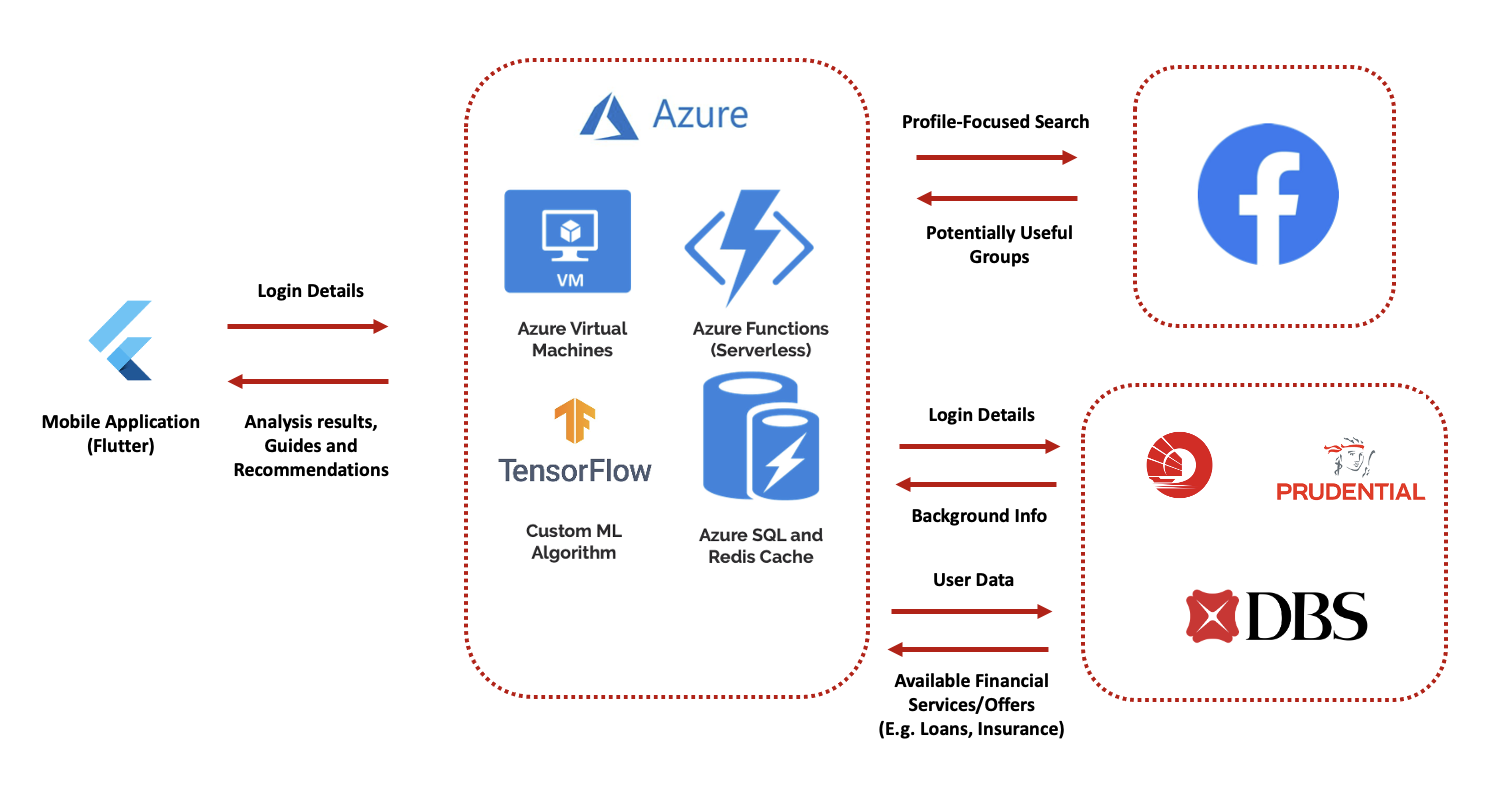 Azure
VM
Azure Virtual
Machines
Azure Functions
(Serverless)
TensorFlow
Custom ML
Algorithm
Azure SQL and
Redis Cache
Login Details
Mobile Application
(Flutter)
Analysis results,
Guides and
Recommendations
Profile-Focused Search
Potentially Useful
Groups
Login Details
Background Info
User Data
Available Financial
Services/Offers
(E.g. Loans, Insurance)
f
PRUDENTIAL
DBS